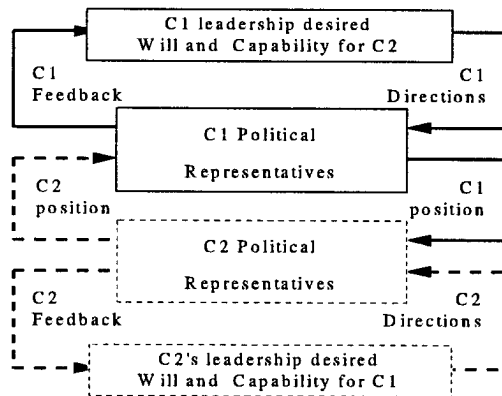 C1 leadership desired
Will and Capability for C2
C1
Feedback
C1
Directions
C1 Political
Representatives
C2
position
C1
position
C2 Political
Representatives
C2
Feedback
C2
Directions
C2's leadership desired
Will and Capability for C1